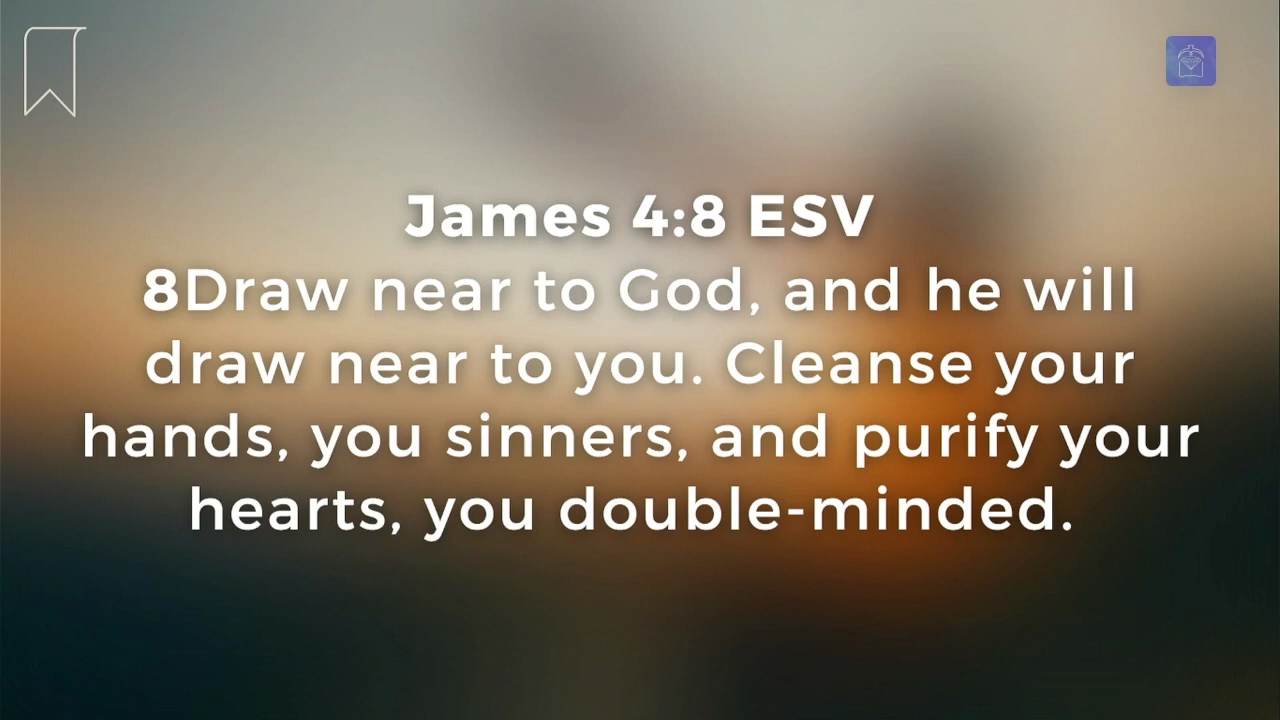 James 4:8 ESV
8Draw near to God, and he will
draw near to you. Cleanse your
hands, you sinners, and purify your
hearts, you double-minded.